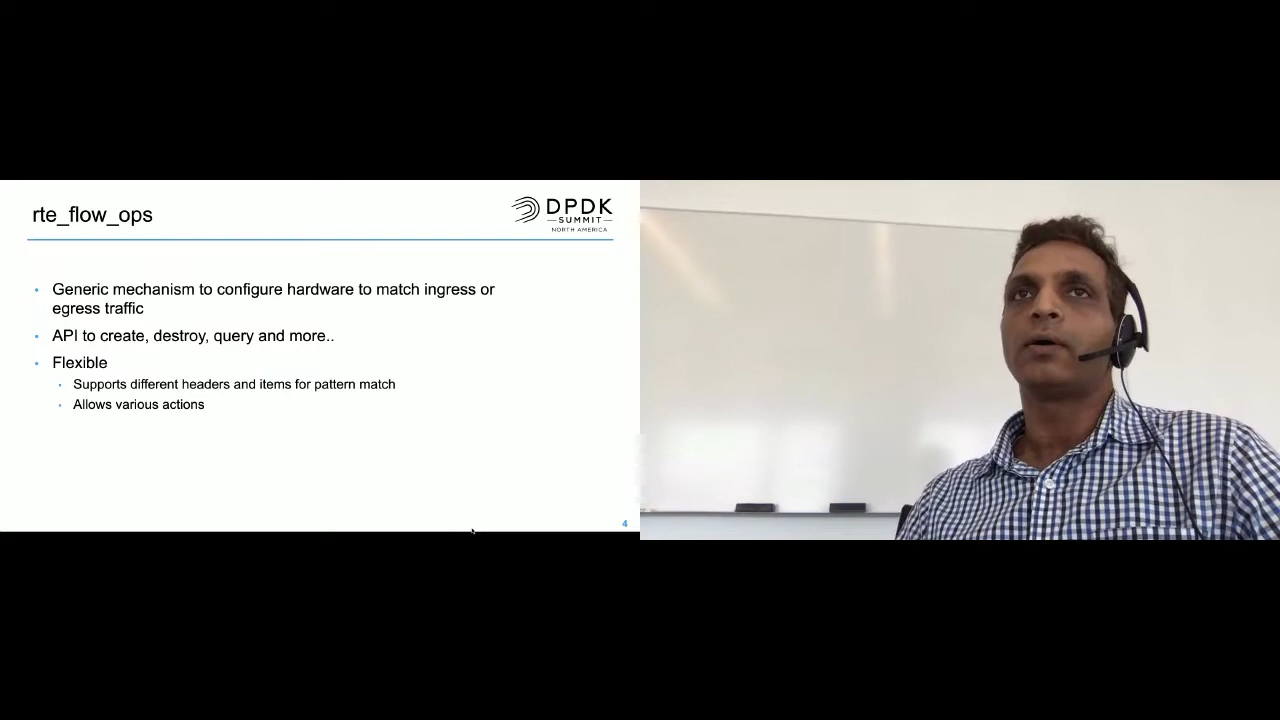 rte_flow_ops
DPDK
SUMMIT
NORTH AMERICA
Generic mechanism to configure hardware to match ingress or
egress traffic
API to create, destroy, query and more..
Flexible
Supports different headers and items for pattern match
Allows various actions
4